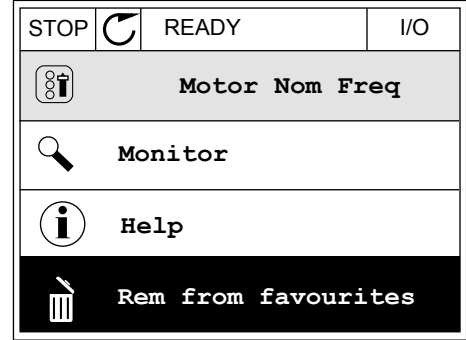 STOP READY I/O
Motor Nom Freq
Monitor
Help
Rem from favourites